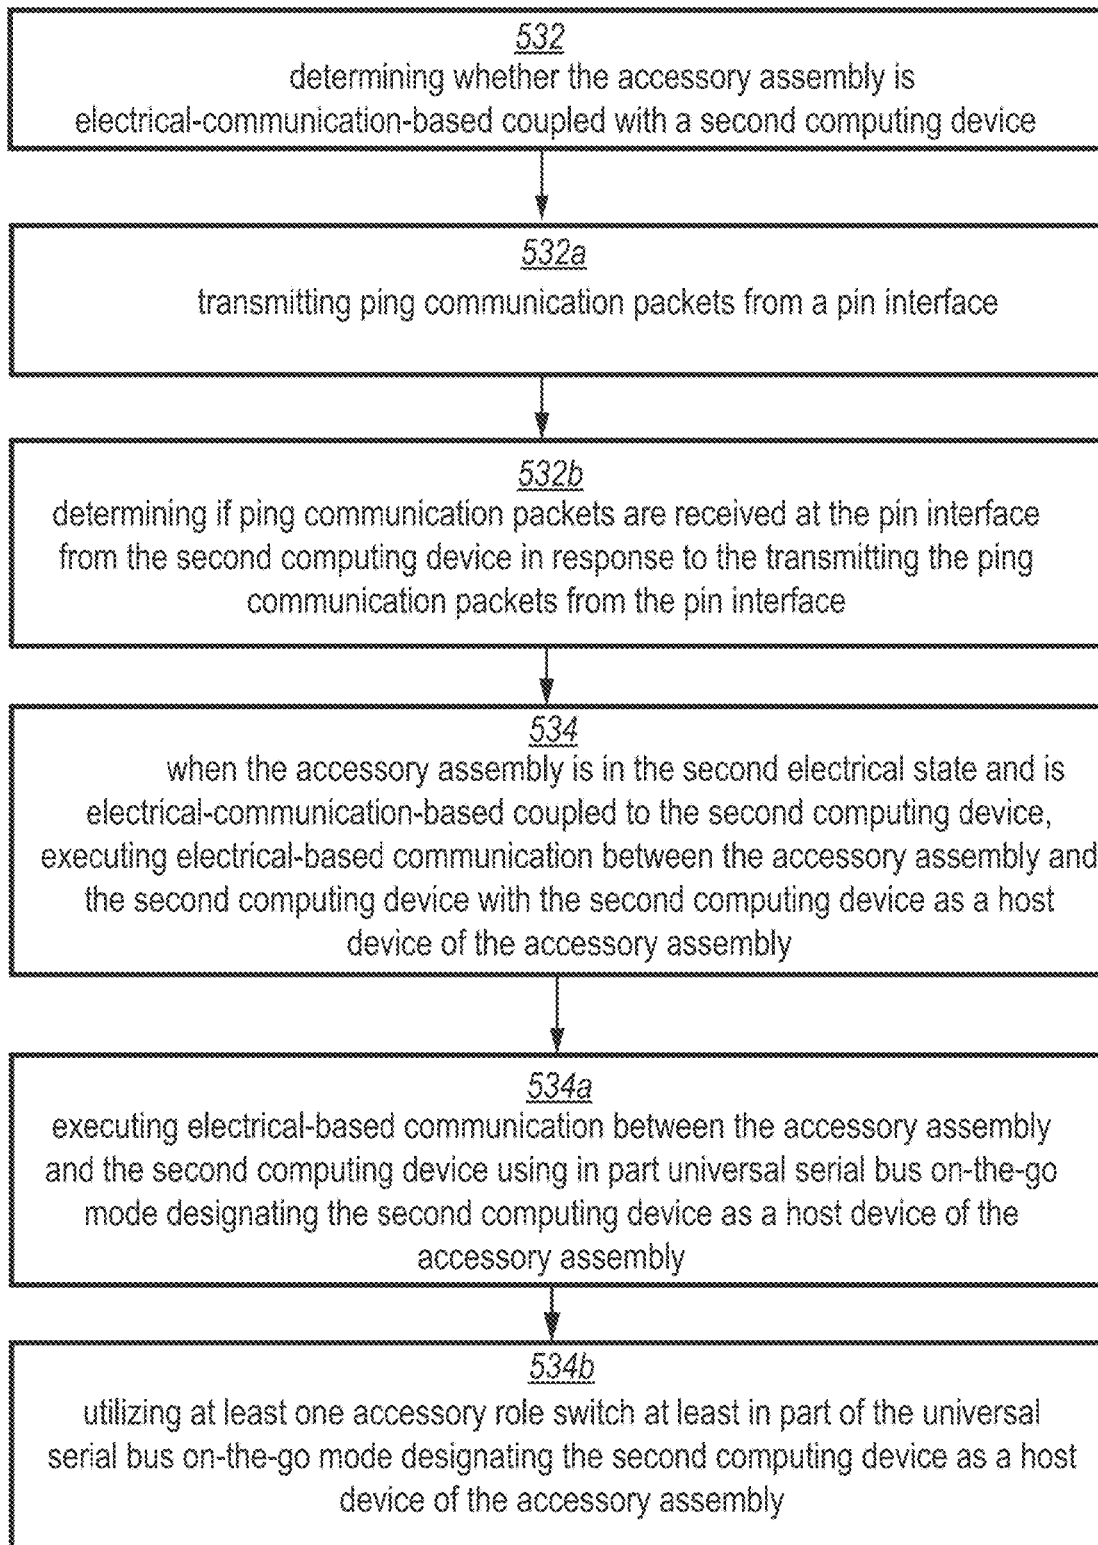 532
determining whether the accessory assembly is
electrical-communication-based coupled with a second computing device
532a
transmitting ping communication packets from a pin interface
532b
determining if ping communication packets are received at the pin interface
from the second computing device in response to the transmitting the ping
communication packets from the pin interface
534
when the accessory assembly is in the second electrical state and is
electrical-communication-based coupled to the second computing device,
executing electrical-based communication between the accessory assembly and
the second computing device with the second computing device as a host
device of the accessory assembly
534a
executing electrical-based communication between the accessory assembly
and the second computing device using in part universal serial bus on-the-go
mode designating the second computing device as a host device of the
accessory assembly
534b
utilizing at least one accessory role switch at least in part of the universal
serial bus on-the-go mode designating the second computing device as a host
device of the accessory assembly